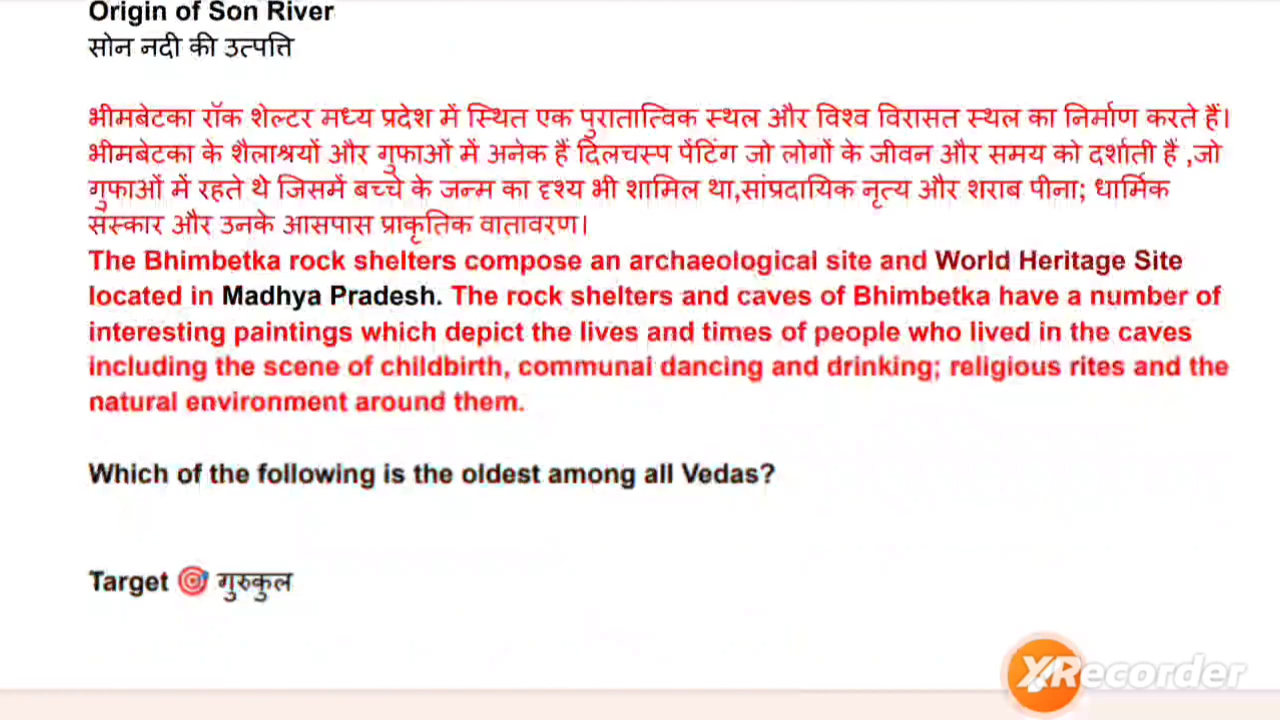 Origin of Son River
सोन नदी की उत्पत्ति
भीमबेटका रॉक शेल्टर मध्य प्रदेश में स्थित एक पुरातात्विक स्थल और विश्व विरासत स्थल का निर्माण करते हैं।
भीमबेटका के शैलाश्रयों और गुफाओं में अनेक हैं दिलचस्प पेंटिंग जो लोगों के जीवन और समय को दर्शाती हैं ,जो
गुफाओं में रहते थे जिसमें बच्चे के जन्म का दृश्य भी शामिल था,सांप्रदायिक नृत्य और शराब पीना; धार्मिक
संस्कार और उनके आसपास प्राकृतिक वातावरण।
The Bhimbetka rock shelters compose an archaeological site and World Heritage Site
located in Madhya Pradesh. The rock shelters and caves of Bhimbetka have a number of
interesting paintings which depict the lives and times of people who lived in the caves
including the scene of childbirth, communal dancing and drinking; religious rites and the
natural environment around them.
Which of the following is the oldest among all Vedas?
Target 🎯 गुरुकुल
XRecorder